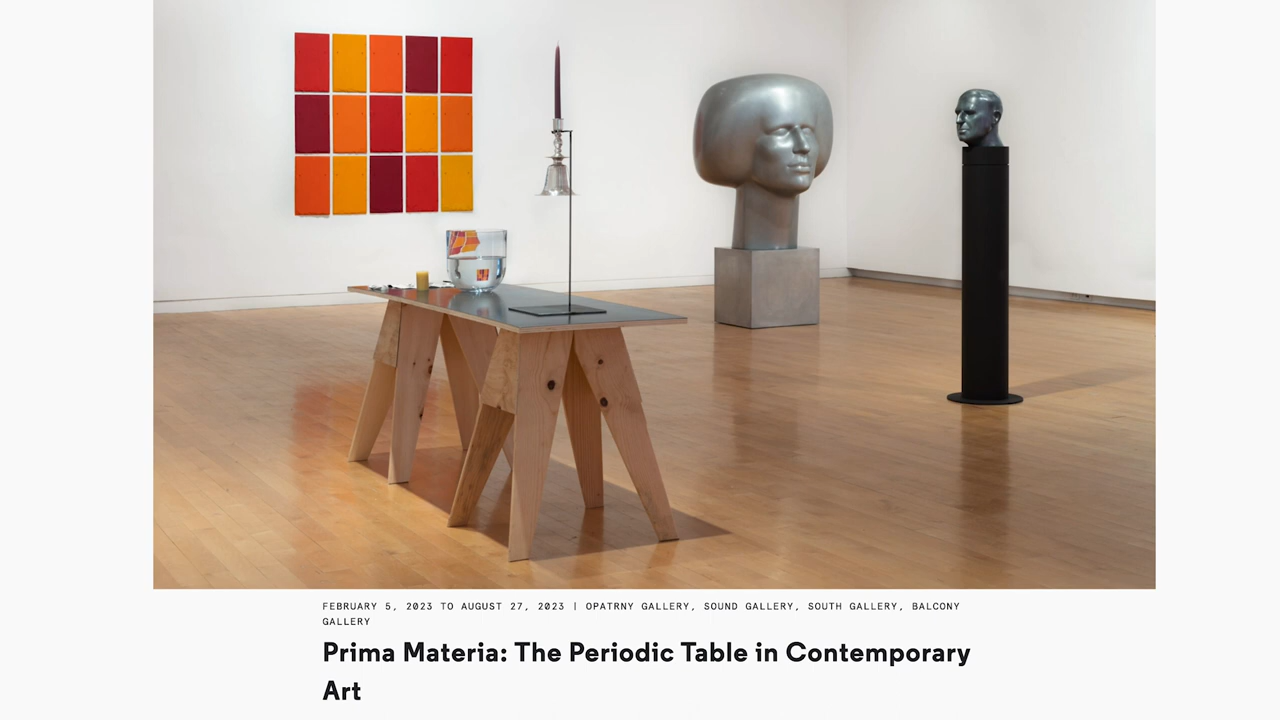 FEBRUARY 5, 2023 TO AUGUST 27, 2023 | OPATRNY GALLERY, SOUND GALLERY, SOUTH GALLERY, BALCONY
GALLERY
Prima Materia: The Periodic Table in Contemporary
Art